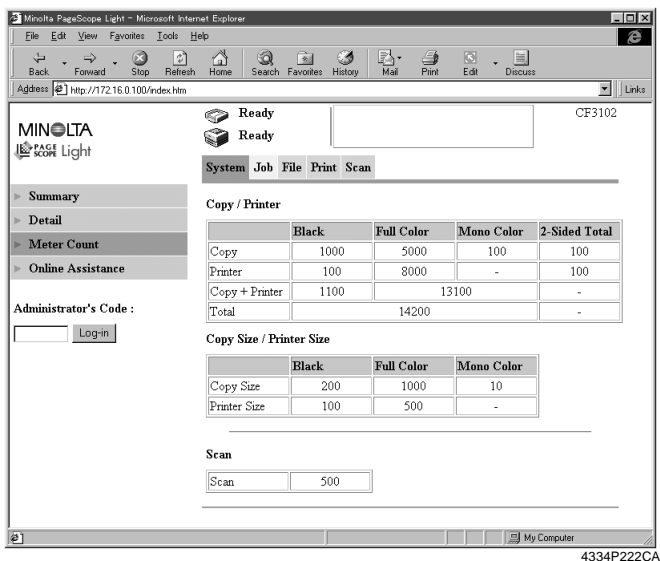 Minolta PageScope Light - Microsoft Internet Explorer
File Edit View Favorites Tools Help
Back Forward Stop Refresh Home Search Favorites History Mail Print Edit Discuss
Address http://172.16.0.100/index.htm Links
MINOLTA
PAGE SCOPE Light
Ready
Ready
CF3102
System Job File Print Scan
Summary
Detail
Meter Count
Online Assistance
Administrator's Code :
Log-in
Copy / Printer
Black Full Color Mono Color 2-Sided Total
Copy 1000 5000 100 100
Printer 100 8000 - 100
Copy + Printer 1100 13100 -
Total 14200 -
Copy Size / Printer Size
Black Full Color Mono Color
Copy Size 200 1000 10
Printer Size 100 500 -
Scan
Scan 500
My Computer
4334P222CA